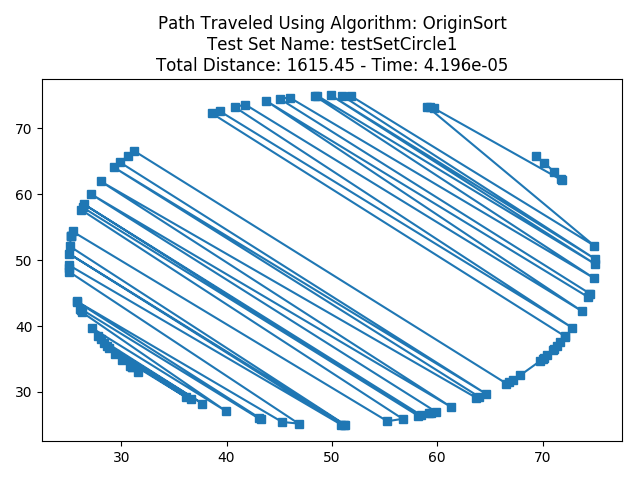 Path Traveled Using Algorithm: OriginSort
Test Set Name: testSetCircle1
Total Distance: 1615.45 - Time: 4.196e-05
70
60
50
40
30
30 40 50 60 70